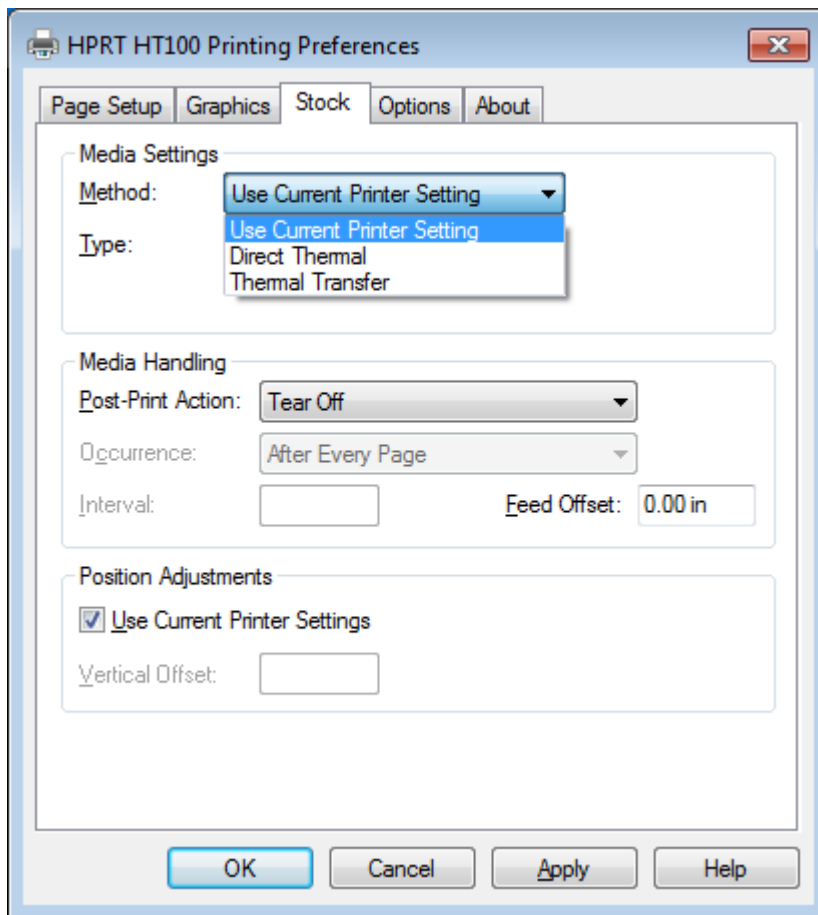 HPRT HT100 Printing Preferences
Page Setup Graphics Stock Options About
Media Settings
Method: Use Current Printer Setting
Use Current Printer Setting
Type:
Direct Thermal
Thermal Transfer
Media Handling
Post-Print Action: Tear Off
Occurrence: After Every Page
Interval: Feed Offset: 0.00 in
Position Adjustments
Use Current Printer Settings
Vertical Offset:
OK Cancel Apply Help